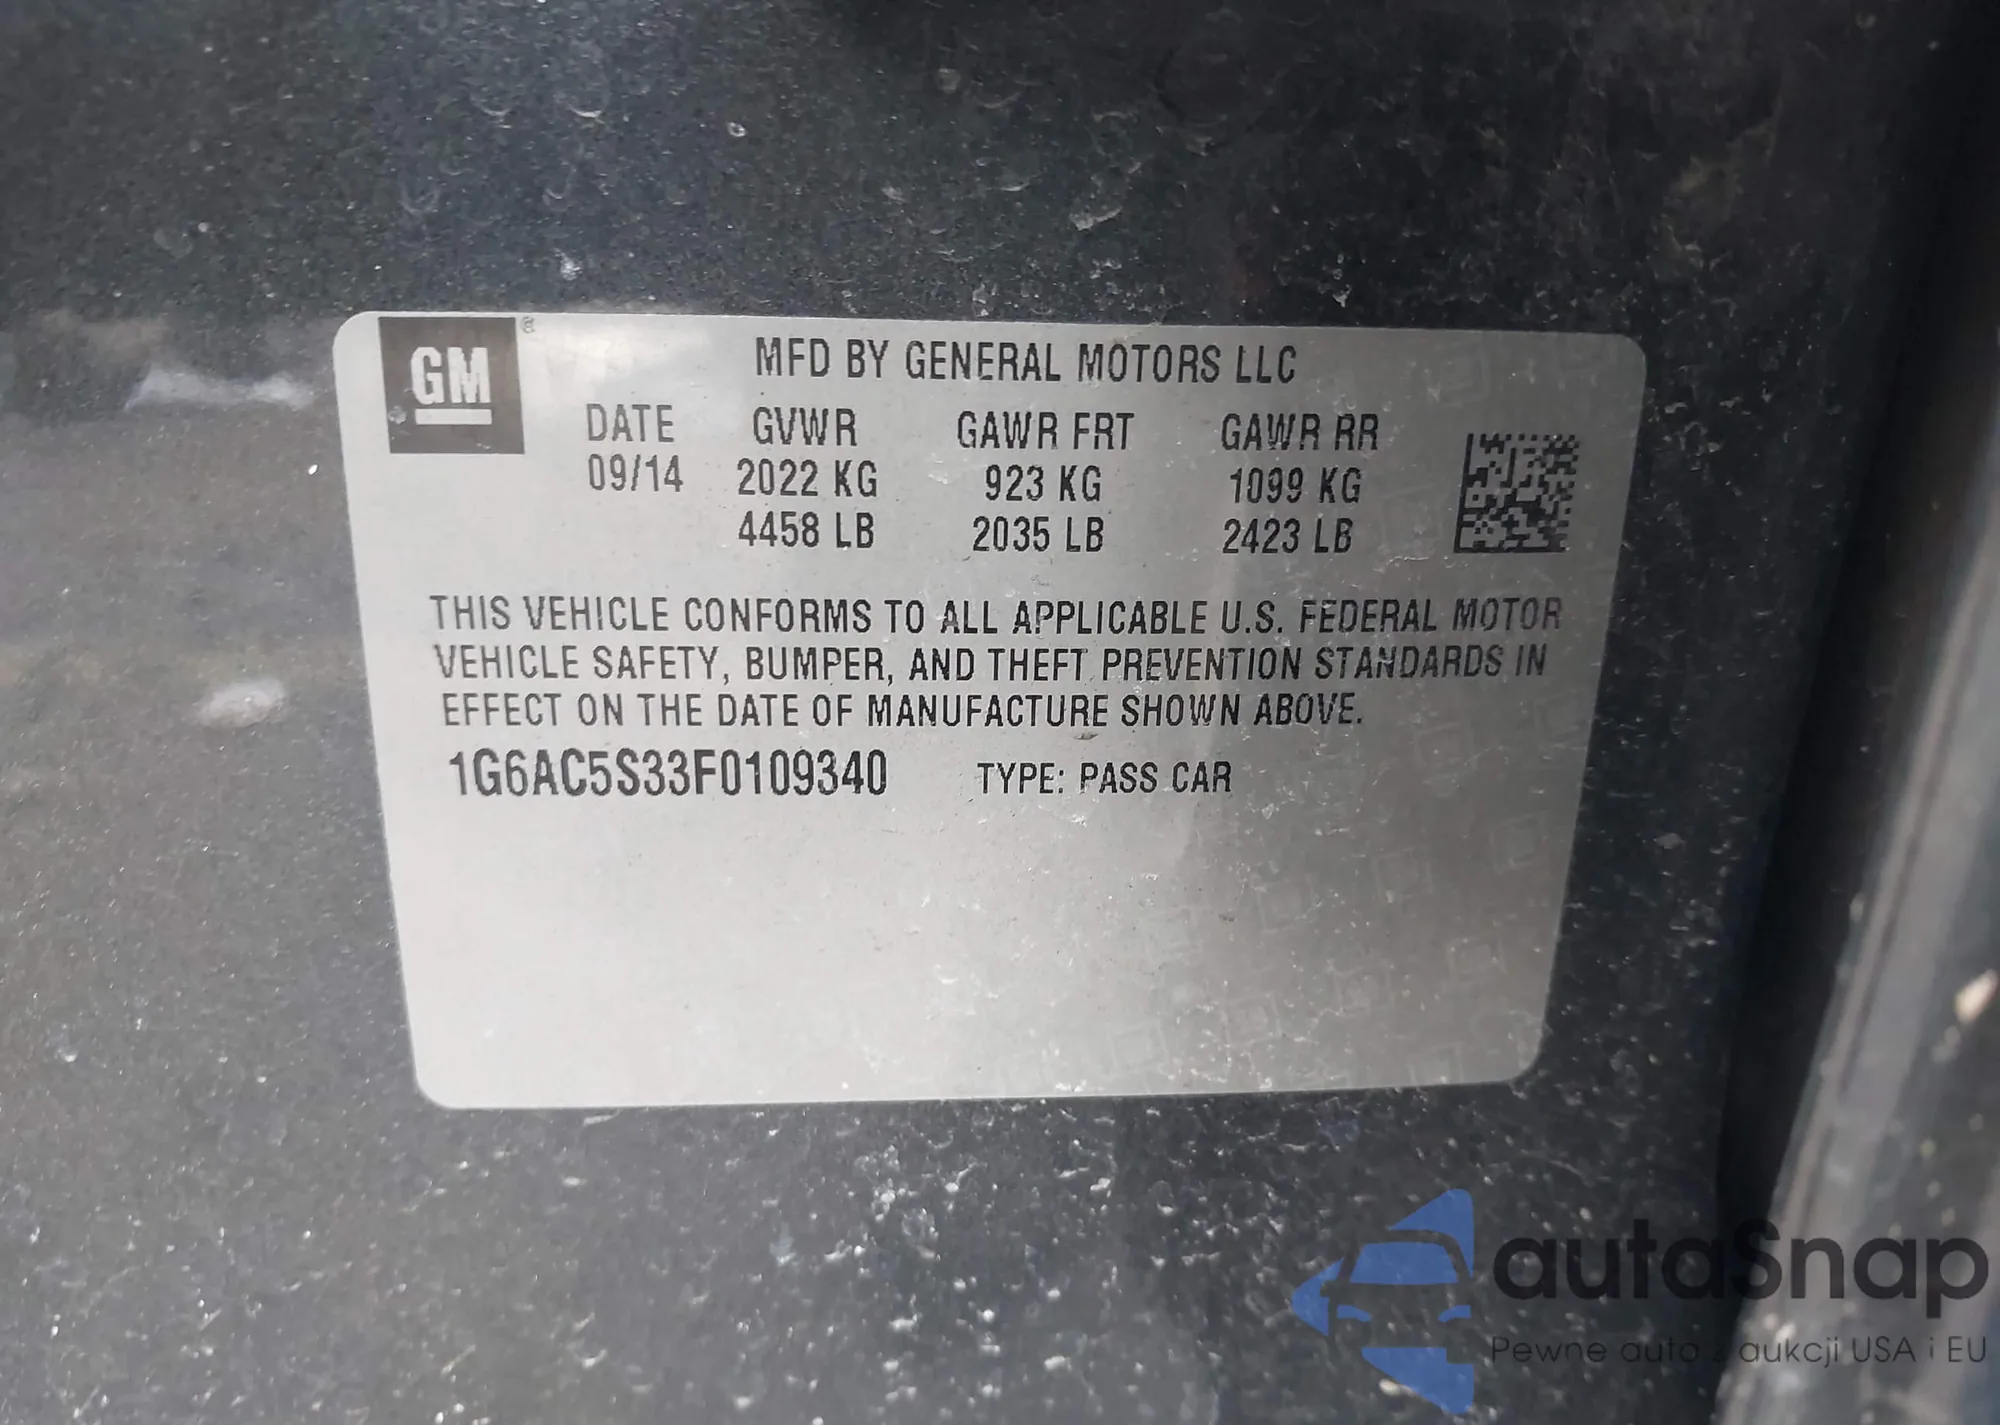 GM
MFD BY GENERAL MOTORS LLC
DATE GVWR GAWR FRT GAWR RR
09/14 2022 KG 923 KG 1099 KG
4458 LB 2035 LB 2423 LB
THIS VEHICLE CONFORMS TO ALL APPLICABLE U.S. FEDERAL MOTOR
VEHICLE SAFETY, BUMPER, AND THEFT PREVENTION STANDARDS IN
EFFECT ON THE DATE OF MANUFACTURE SHOWN ABOVE.
1G6AC5S33F0109340 TYPE: PASS CAR
autaSnap
Pewne auto z aukcji USA i EU